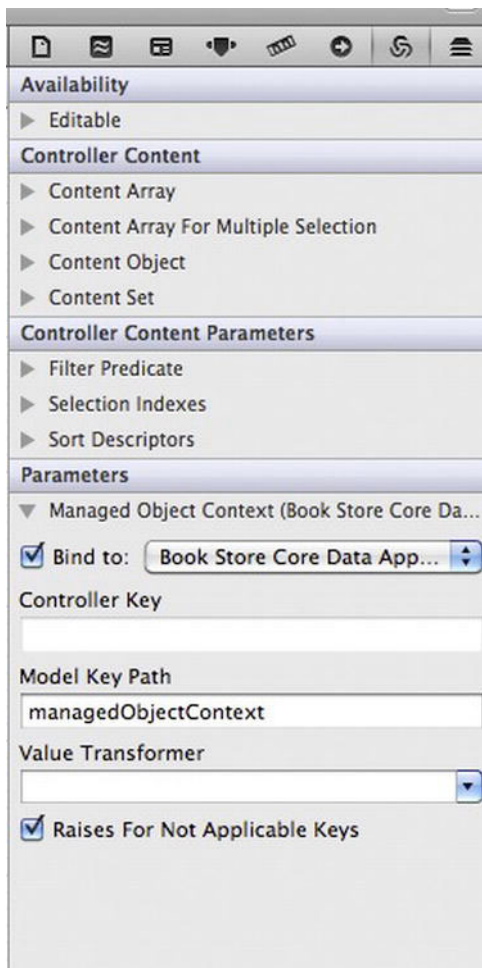 Availability
Editable
Controller Content
Content Array
Content Array For Multiple Selection
Content Object
Content Set
Controller Content Parameters
Filter Predicate
Selection Indexes
Sort Descriptors
Parameters
Managed Object Context (Book Store Core Da...
Bind to: Book Store Core Data App...
Controller Key
Model Key Path
managedObjectContext
Value Transformer
Raises For Not Applicable Keys